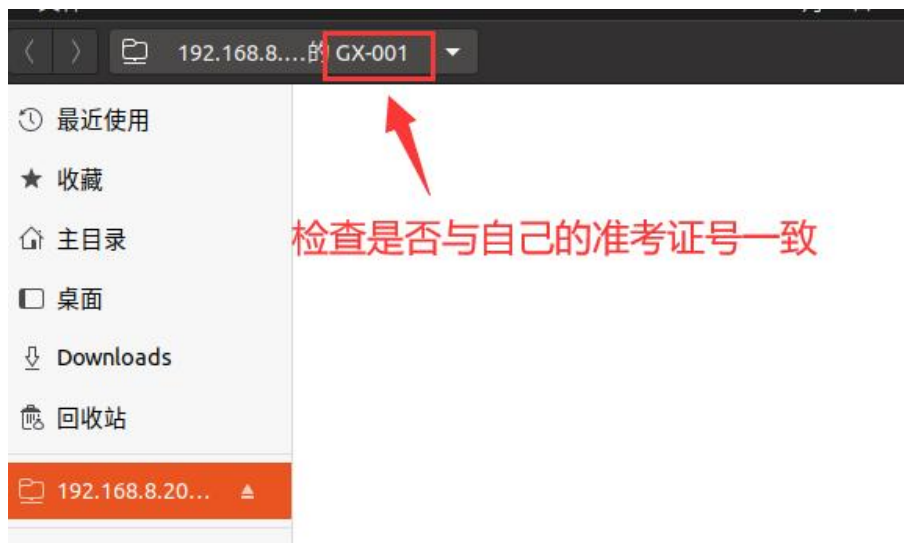 192.168.8....的 GX-001
最近使用
收藏
主目录
检查是否与自己的准考证号一致
桌面
Downloads
回收站
192.168.8.20...